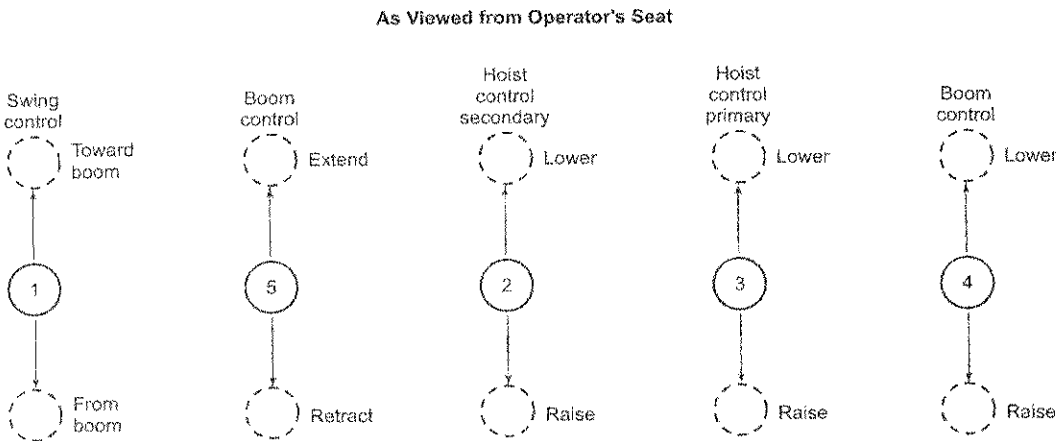 As Viewed from Operator's Seat
Swing
control
Toward
boom
1
From
boom
Boom
control
Extend
5
Retract
Hoist
control
secondary
Lower
2
Raise
Hoist
control
primary
Lower
3
Raise
Boom
control
Lower
4
Raise